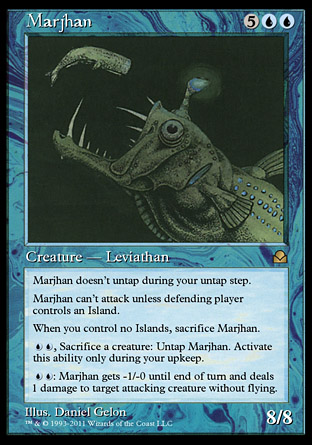 Marjhan 5
Creature — Leviathan
Marjhan doesn't untap during your untap step.
Marjhan can't attack unless defending player
controls an Island.
When you control no Islands, sacrifice Marjhan.
, Sacrifice a creature: Untap Marjhan. Activate
this ability only during your upkeep.
: Marjhan gets -1/-0 until end of turn and deals
1 damage to target attacking creature without flying.
Illus. Daniel Gelon
™ & © 1993-2011 Wizards of the Coast LLC
8/8